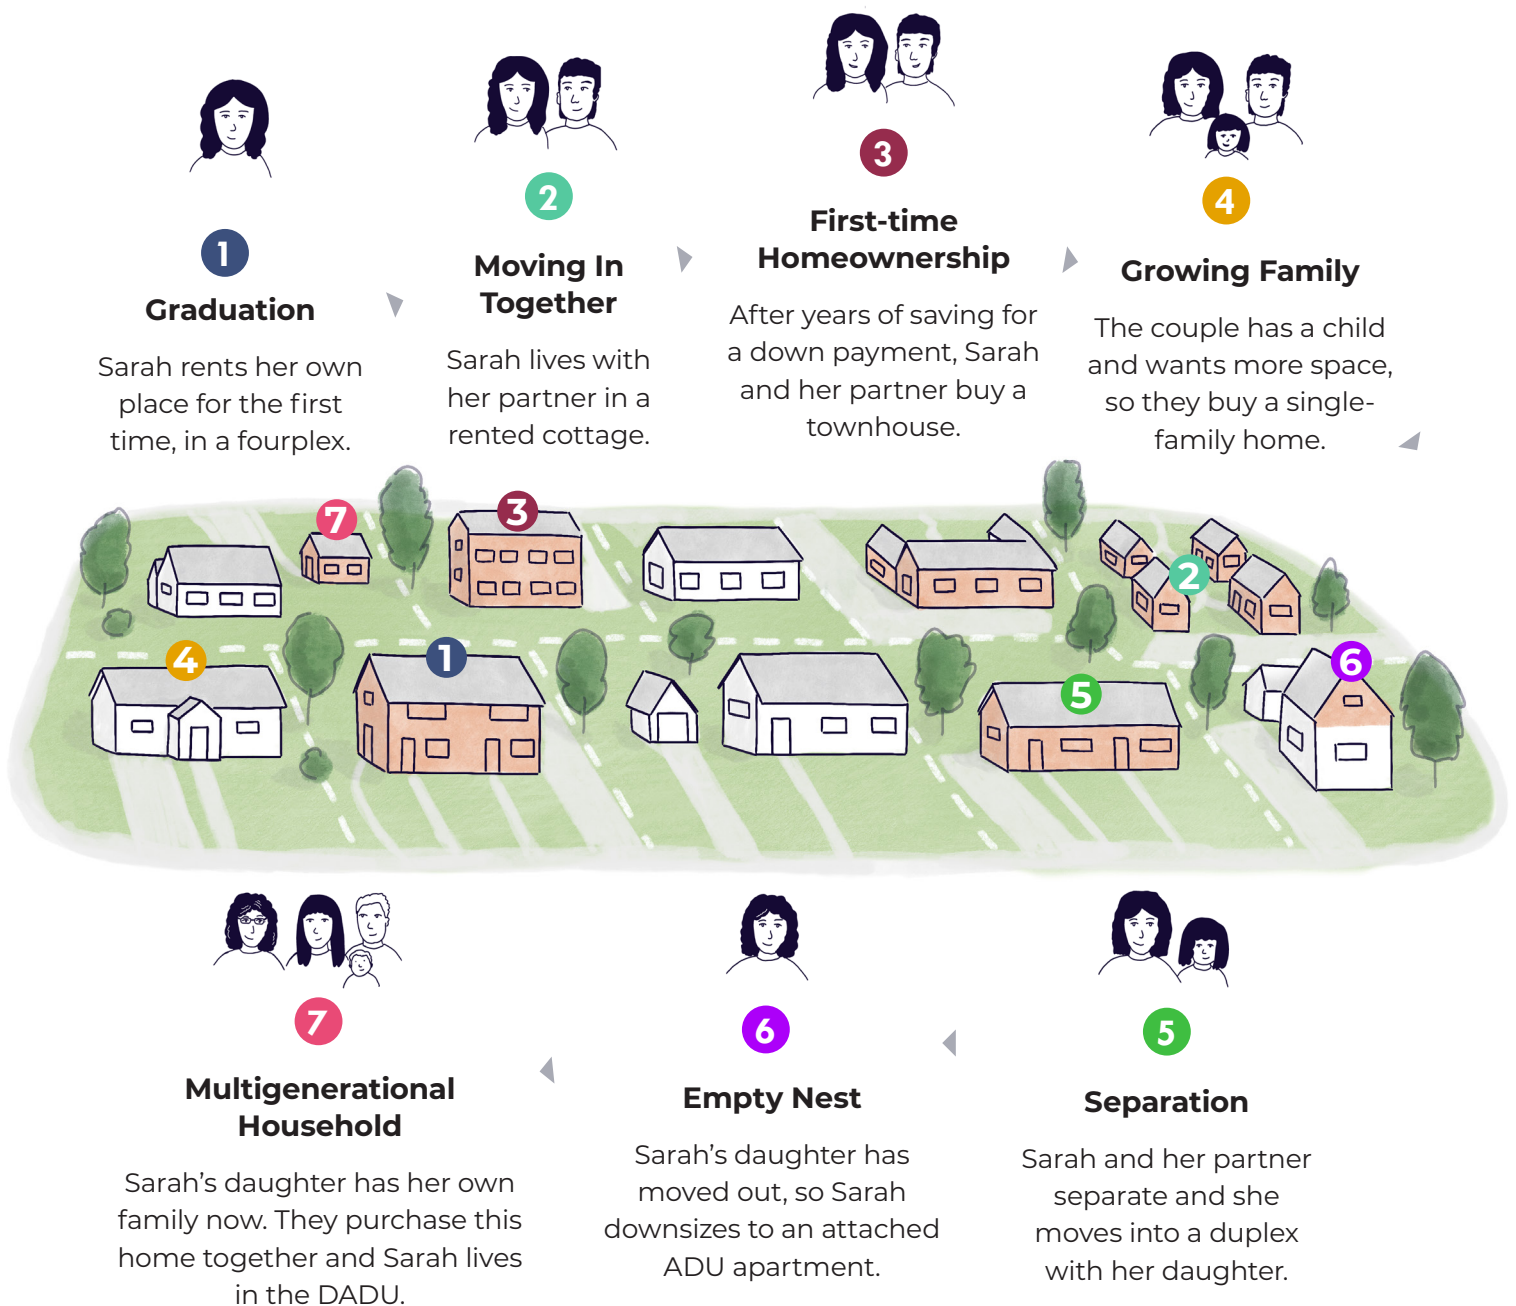 1
Graduation
Sarah rents her own
place for the first
time, in a fourplex.
2
Moving In
Together
Sarah lives with
her partner in a
rented cottage.
3
First-time
Homeownership
After years of saving for
a down payment, Sarah
and her partner buy a
townhouse.
4
Growing Family
The couple has a child
and wants more space,
so they buy a single-
family home.
7
3
2
4
1
5
6
7
Multigenerational
Household
Sarah’s daughter has her own
family now. They purchase this
home together and Sarah lives
in the DADU.
6
Empty Nest
Sarah’s daughter has
moved out, so Sarah
downsizes to an attached
ADU apartment.
5
Separation
Sarah and her partner
separate and she
moves into a duplex
with her daughter.